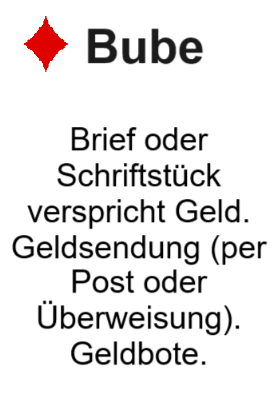 ♦ Bube
Brief oder
Schriftstück
verspricht Geld.
Geldsendung (per
Post oder
Überweisung).
Geldbote.